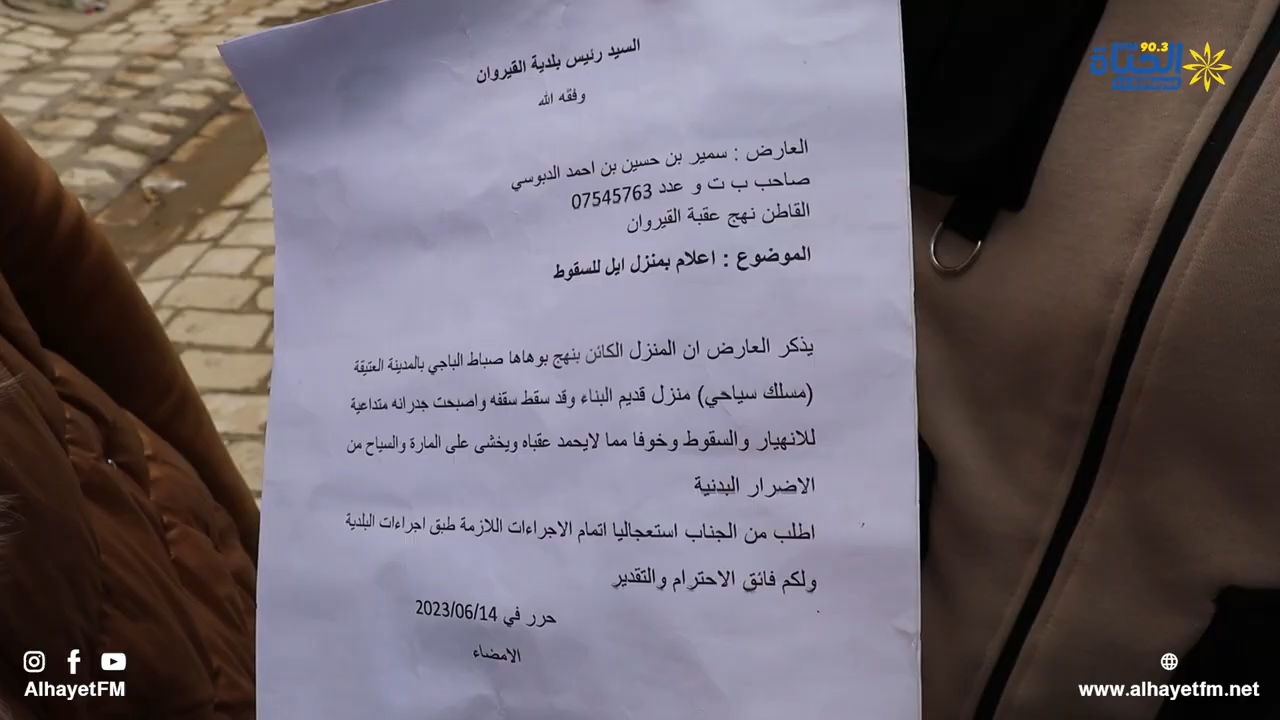 السيد رئيس بلدية القيروان
وفقه الله
العارض : سمير بن حسين بن احمد الدبوسي
صاحب ب ت و عدد 07545763
القاطن نهج عقبة القيروان
الموضوع : اعلام بمنزل ايل للسقوط
يذكر العارض ان المنزل الكائن بنهج بوهاها صباط الباجي بالمدينة العتيقة
(مسلك سياحي) منزل قديم البناء وقد سقط سقفه واصبحت جدرانه متداعية
للانهيار والسقوط وخوفا مما لايحمد عقباه ويخشى على المارة والسياح من
الاضرار البدنية
اطلب من الجناب استعجاليا اتمام الاجراءات اللازمة طبق اجراءات البلدية
ولكم فائق الاحترام والتقدير
حرر في 2023/06/14
الامضاء
90.3
الحياة
AlhayetFM
www.alhayetfm.net